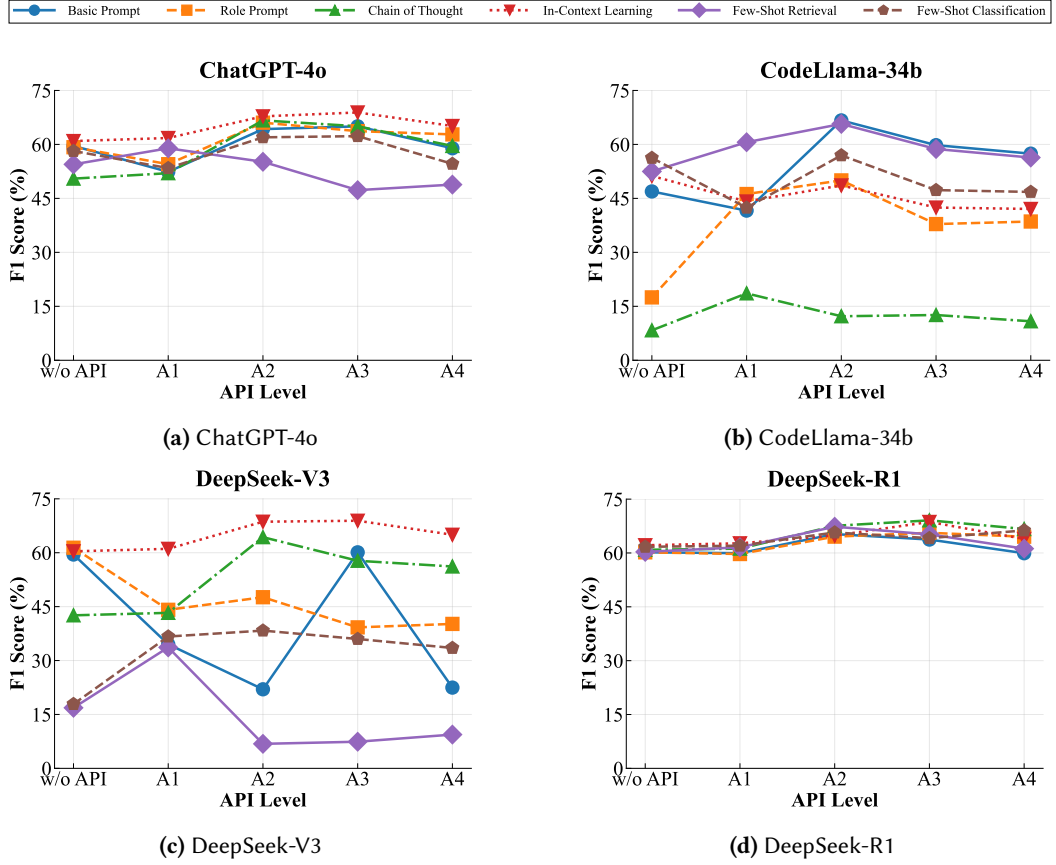 Basic Prompt Role Prompt Chain of Thought In-Context Learning Few-Shot Retrieval Few-Shot Classification
ChatGPT-4o
75
60
45
30
15
0
F1 Score (%)
w/o API A1 A2 A3 A4
API Level
(a) ChatGPT-4o
CodeLlama-34b
75
60
45
30
15
0
F1 Score (%)
w/o API A1 A2 A3 A4
API Level
(b) CodeLlama-34b
DeepSeek-V3
75
60
45
30
15
0
F1 Score (%)
w/o API A1 A2 A3 A4
API Level
(c) DeepSeek-V3
DeepSeek-R1
75
60
45
30
15
0
F1 Score (%)
w/o API A1 A2 A3 A4
API Level
(d) DeepSeek-R1